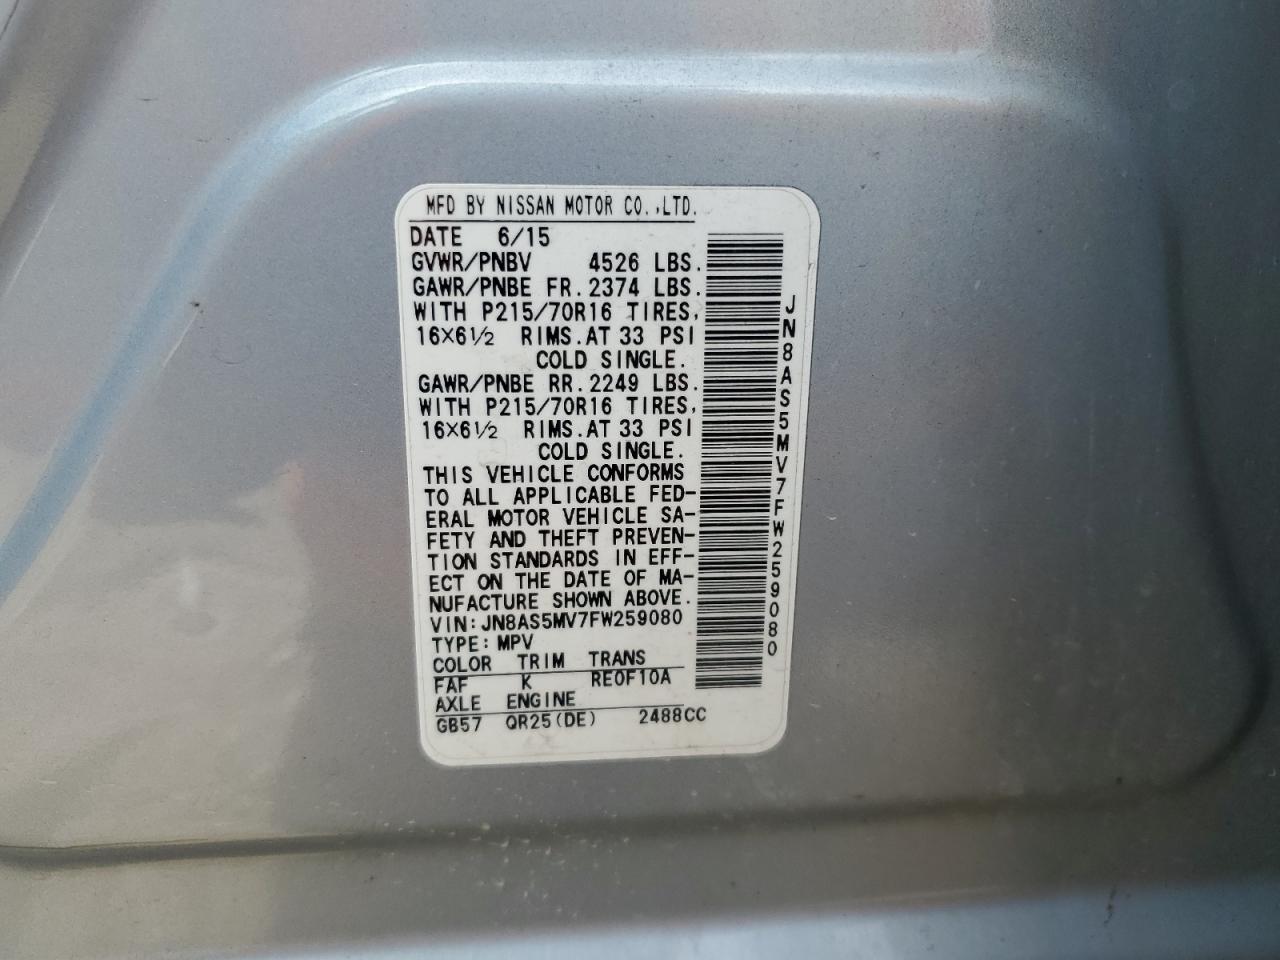 MFD BY NISSAN MOTOR CO.,LTD.
DATE 6/15
GVWR/PNBV 4526 LBS.
GAWR/PNBE FR.2374 LBS.
WITH P215/70R16 TIRES,
16X6½ RIMS.AT 33 PSI
COLD SINGLE.
GAWR/PNBE RR.2249 LBS.
WITH P215/70R16 TIRES,
16X6½ RIMS.AT 33 PSI
COLD SINGLE.
THIS VEHICLE CONFORMS
TO ALL APPLICABLE FED-
ERAL MOTOR VEHICLE SA-
FETY AND THEFT PREVEN-
TION STANDARDS IN EFF-
ECT ON THE DATE OF MA-
NUFACTURE SHOWN ABOVE.
VIN:JN8AS5MV7FW259080
TYPE:MPV
COLOR TRIM TRANS
FAF K RE0F10A
AXLE ENGINE
GB57 QR25(DE) 2488CC
JN8AS5MV7FW259080